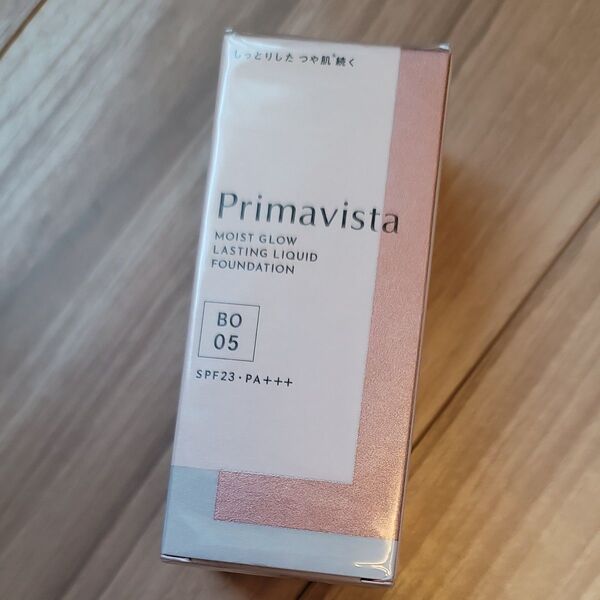 しっとりした つや肌*続く
Primavista
MOIST GLOW
LASTING LIQUID
FOUNDATION
BO
05
SPF23・PA+++